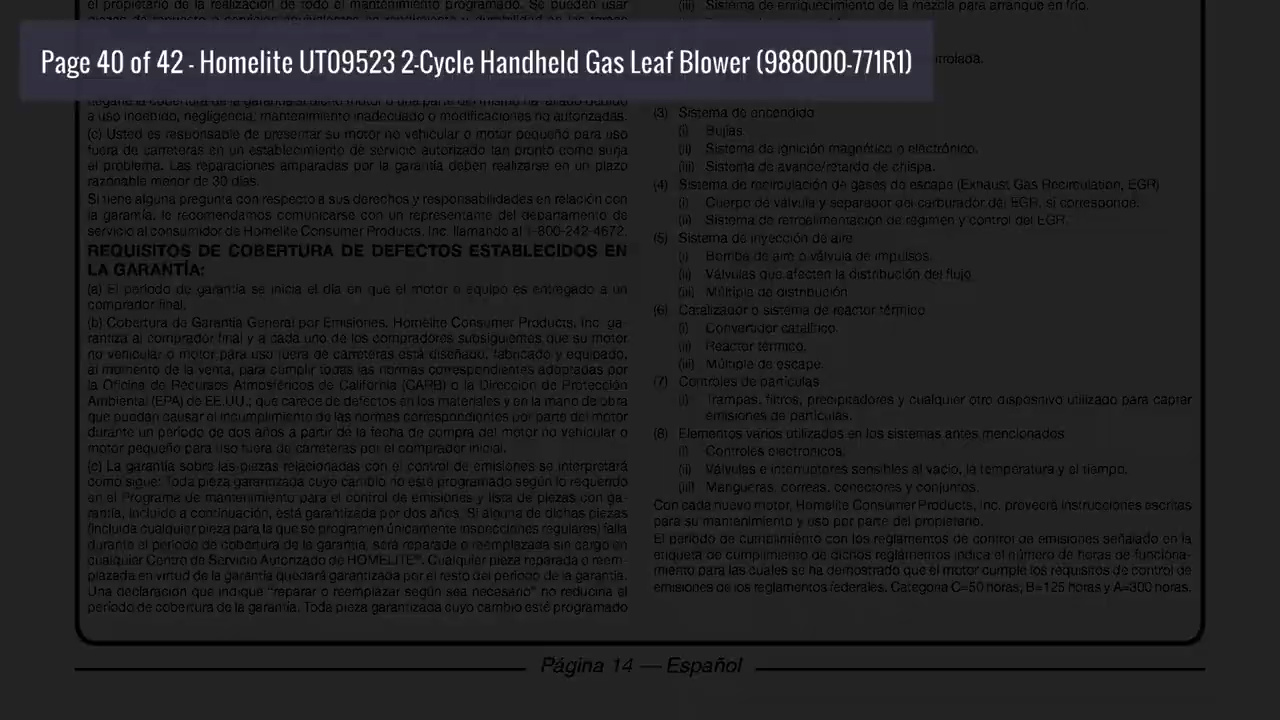 el propietario de la realización de todo el mantenimiento programado. Se pueden usar
Page 40 of 42 - Homelite UT09523 2-Cycle Handheld Gas Leaf Blower (988000-771R1)
negarle la cobertura de la garantía si dicho motor o una parte del mismo ha fallado debido
a uso indebido, negligencia, mantenimiento inadecuado o modificaciones no autorizadas.
(c) Usted es responsable de presentar su motor no vehicular o motor pequeño para uso
fuera de carreteras en un establecimiento de servicio autorizado tan pronto como surja
el problema. Las reparaciones amparadas por la garantía deben realizarse en un plazo
razonable menor de 30 días.
Si tiene alguna pregunta con respecto a sus derechos y responsabilidades en relación con
la garantía, le recomendamos comunicarse con un representante del departamento de
servicio al consumidor de Homelite Consumer Products, Inc. llamando al 1-800-242-4672.
REQUISITOS DE COBERTURA DE DEFECTOS ESTABLECIDOS EN
LA GARANTÍA:
(a) El período de garantía se inicia el día en que el motor o equipo es entregado a un
comprador final.
(b) Cobertura de Garantía General por Emisiones. Homelite Consumer Products, Inc. ga-
rantiza al comprador final y a cada uno de los compradores subsiguientes que su motor
no vehicular o motor para uso fuera de carreteras está diseñado, fabricado y equipado,
al momento de la venta, para cumplir todas las normas correspondientes adoptadas por
la Oficina de Recursos Atmosféricos de California (CARB) o la Dirección de Protección
Ambiental (EPA) de EE.UU.; que carece de defectos en los materiales y en la mano de obra
que puedan causar el incumplimiento de las normas correspondientes por parte del motor
durante un período de dos años a partir de la fecha de compra del motor no vehicular o
motor pequeño para uso fuera de carreteras por el comprador inicial.
(c) La garantía sobre las piezas relacionadas con el control de emisiones se interpretará
como sigue: Toda pieza garantizada cuyo cambio no esté programado según lo requerido
en el Programa de mantenimiento para el control de emisiones y lista de piezas con ga-
rantía, incluido a continuación, está garantizada por dos años. Si alguna de dichas piezas
(incluida cualquier pieza para la que se programen únicamente inspecciones regulares) falla
durante el período de cobertura de la garantía, será reparada o reemplazada sin cargo en
cualquier Centro de Servicio Autorizado de HOMELITE®. Cualquier pieza reparada o reem-
plazada en virtud de la garantía quedará garantizada por el resto del período de la garantía.
Una declaración que indique “reparar o reemplazar según sea necesario” no reducirá el
período de cobertura de la garantía. Toda pieza garantizada cuyo cambio esté programado
(iii) Sistema de enriquecimiento de la mezcla para arranque en frío.
(3) Sistema de encendido
(i) Bujías
(ii) Sistema de ignición magnético o electrónico.
(iii) Sistema de avance/retardo de chispa.
(4) Sistema de recirculación de gases de escape (Exhaust Gas Recirculation, EGR)
(i) Cuerpo de válvula y separador del carburador del EGR, si corresponde.
(ii) Sistema de retroalimentación de régimen y control del EGR.
(5) Sistema de inyección de aire
(i) Bomba de aire o válvula de impulsos.
(ii) Válvulas que afecten la distribución del flujo
(iii) Múltiple de distribución
(6) Catalizador o sistema de reactor térmico
(i) Convertidor catalítico.
(ii) Reactor térmico.
(iii) Múltiple de escape.
(7) Controles de partículas
(i) Trampas, filtros, precipitadores y cualquier otro dispositivo utilizado para captar
emisiones de partículas.
(8) Elementos varios utilizados en los sistemas antes mencionados
(i) Controles electrónicos.
(ii) Válvulas e interruptores sensibles al vacío, la temperatura y el tiempo.
(iii) Mangueras, correas, conectores y conjuntos.
Con cada nuevo motor, Homelite Consumer Products, Inc. proveerá instrucciones escritas
para su mantenimiento y uso por parte del propietario.
El período de cumplimiento con los reglamentos de control de emisiones señalado en la
etiqueta de cumplimiento de dichos reglamentos indica el número de horas de funciona-
miento para las cuales se ha demostrado que el motor cumple los requisitos de control de
emisiones de los reglamentos federales. Categoría C=50 horas, B=125 horas y A=300 horas.
Página 14 — Español